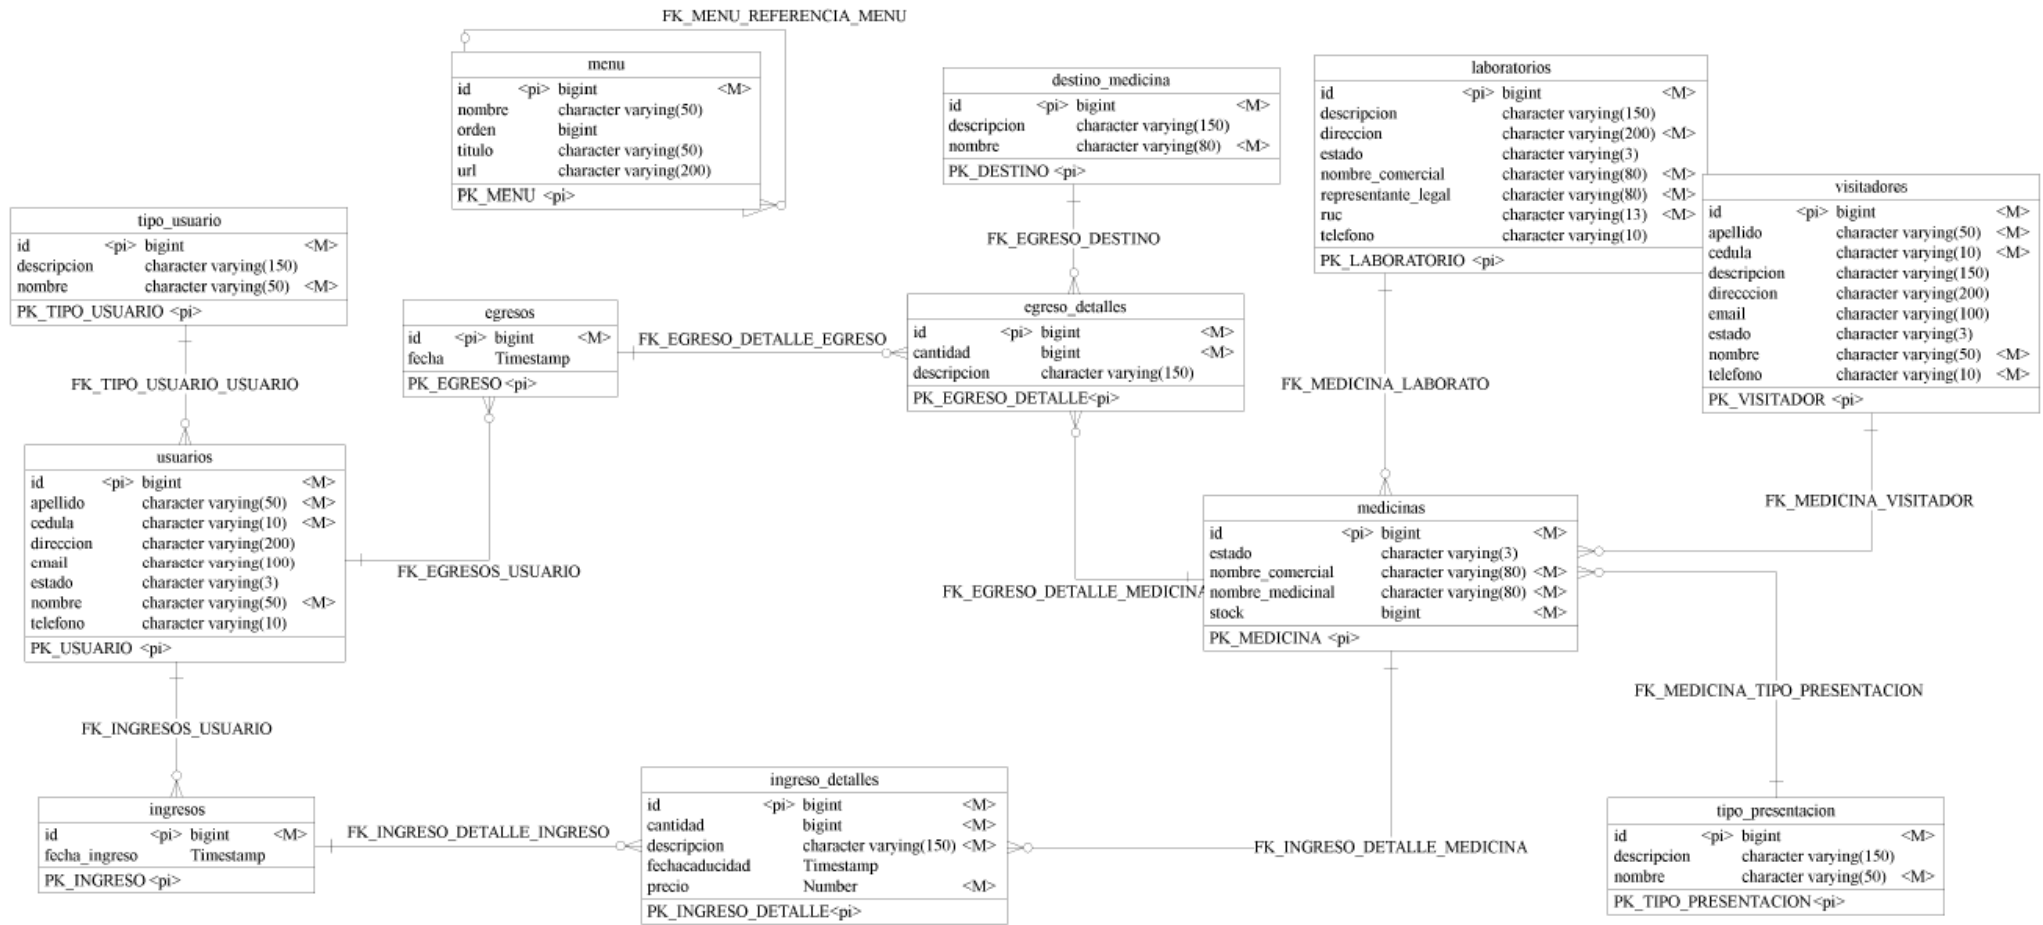 FK_MENU_REFERENCIA_MENU
menu
id <pi> bigint <M>
nombre character varying(50)
orden bigint
titulo character varying(50)
url character varying(200)
PK_MENU <pi>
destino_medicina
id <pi> bigint <M>
descripcion character varying(150)
nombre character varying(80) <M>
PK_DESTINO <pi>
laboratorios
id <pi> bigint <M>
descripcion character varying(150)
direccion character varying(200) <M>
estado character varying(3)
nombre_comercial character varying(80) <M>
representante_legal character varying(80) <M>
ruc character varying(13) <M>
telefono character varying(10)
PK_LABORATORIO <pi>
visitadores
id <pi> bigint <M>
apellido character varying(50) <M>
cedula character varying(10) <M>
descripcion character varying(150)
direcccion character varying(200)
email character varying(100)
estado character varying(3)
nombre character varying(50) <M>
telefono character varying(10) <M>
PK_VISITADOR <pi>
tipo_usuario
id <pi> bigint <M>
descripcion character varying(150)
nombre character varying(50) <M>
PK_TIPO_USUARIO <pi>
FK_EGRESO_DESTINO
egresos
id <pi> bigint <M>
fecha Timestamp
PK_EGRESO <pi>
FK_EGRESO_DETALLE_EGRESO
egreso_detalles
id <pi> bigint <M>
cantidad bigint <M>
descripcion character varying(150)
PK_EGRESO_DETALLE<pi>
FK_TIPO_USUARIO_USUARIO
FK_MEDICINA_LABORATO
usuarios
id <pi> bigint <M>
apellido character varying(50) <M>
cedula character varying(10) <M>
direccion character varying(200)
email character varying(100)
estado character varying(3)
nombre character varying(50) <M>
telefono character varying(10)
PK_USUARIO <pi>
FK_EGRESOS_USUARIO
FK_EGRESO_DETALLE_MEDICINA
medicinas
id <pi> bigint <M>
estado character varying(3)
nombre_comercial character varying(80) <M>
nombre_medicinal character varying(80) <M>
stock bigint <M>
PK_MEDICINA <pi>
FK_MEDICINA_VISITADOR
FK_MEDICINA_TIPO_PRESENTACION
FK_INGRESOS_USUARIO
ingresos
id <pi> bigint <M>
fecha_ingreso Timestamp
PK_INGRESO <pi>
FK_INGRESO_DETALLE_INGRESO
ingreso_detalles
id <pi> bigint <M>
cantidad bigint <M>
descripcion character varying(150) <M>
fechacaducidad Timestamp
precio Number <M>
PK_INGRESO_DETALLE<pi>
FK_INGRESO_DETALLE_MEDICINA
tipo_presentacion
id <pi> bigint <M>
descripcion character varying(150)
nombre character varying(50) <M>
PK_TIPO_PRESENTACION <pi>